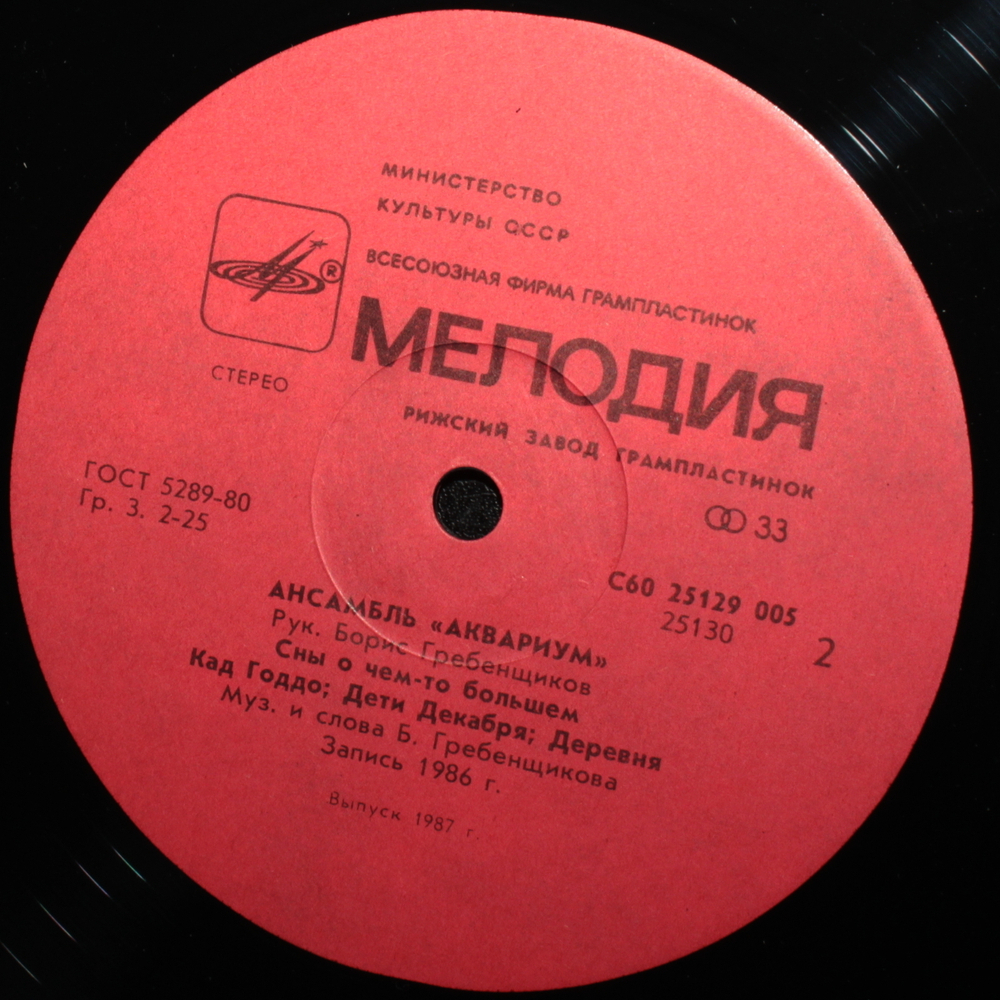 МИНИСТЕРСТВО
КУЛЬТУРЫ СССР
ВСЕСОЮЗНАЯ ФИРМА ГРАМПЛАСТИНОК
®
МЕЛОДИЯ
СТЕРЕО
РИЖСКИЙ ЗАВОД ГРАМПЛАСТИНОК
ГОСТ 5289-80
Гр. 3. 2-25
33
С60 25129 005
25130
2
АНСАМБЛЬ «АКВАРИУМ»
Рук. Борис Гребенщиков
Сны о чем-то большем
Кад Годдо; Дети Декабря; Деревня
Муз. и слова Б. Гребенщикова
Запись 1986 г.
Выпуск 1987 г.